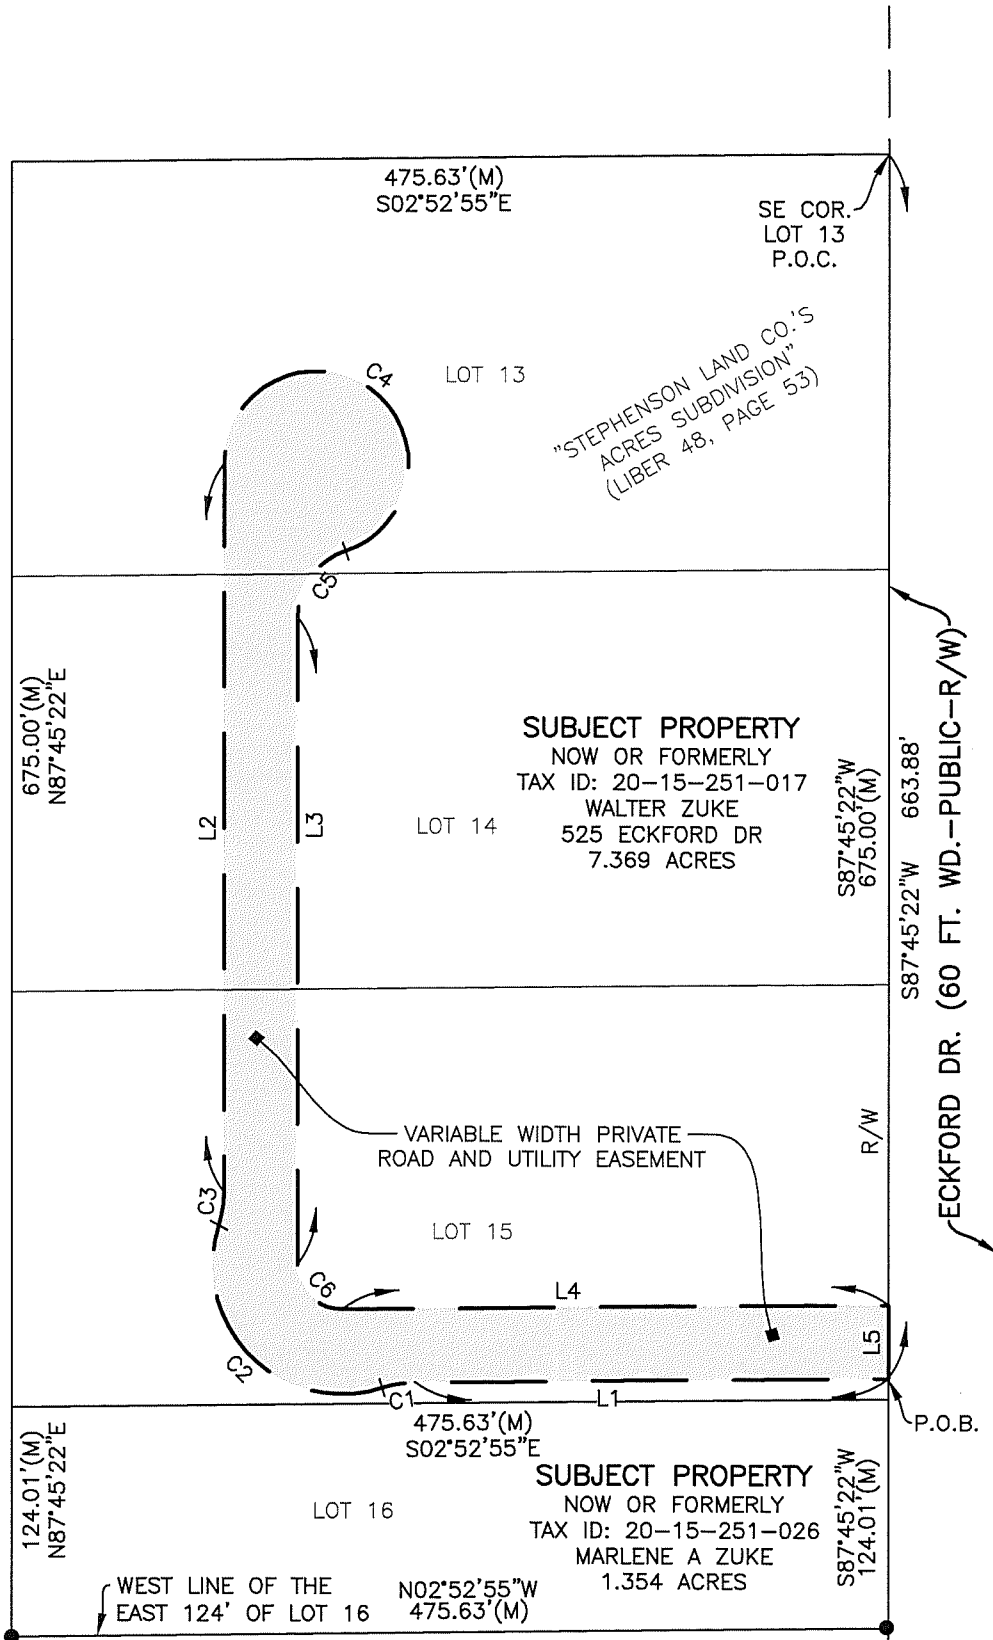 475.63'(M)
S02°52'55"E
SE COR.
LOT 13
P.O.C.
C4
LOT 13
"STEPHENSON LAND CO.'S
ACRES SUBDIVISION"
(LIBER 48, PAGE 53)
C5
675.00'(M)
N87°45'22"E
L2
L3
LOT 14
SUBJECT PROPERTY
NOW OR FORMERLY
TAX ID: 20-15-251-017
WALTER ZUKE
525 ECKFORD DR
7.369 ACRES
S87°45'22"W
675.00'(M)
S87°45'22"W 663.88'
ECKFORD DR. (60 FT. WD.-PUBLIC-R/W)
R/W
VARIABLE WIDTH PRIVATE
ROAD AND UTILITY EASEMENT
C3
LOT 15
C6
L4
L5
C2
C1
L1
P.O.B.
475.63'(M)
S02°52'55"E
124.01'(M)
N87°45'22"E
LOT 16
SUBJECT PROPERTY
NOW OR FORMERLY
TAX ID: 20-15-251-026
MARLENE A ZUKE
1.354 ACRES
S87°45'22"W
124.01'(M)
WEST LINE OF THE
EAST 124' OF LOT 16
N02°52'55"W
475.63'(M)